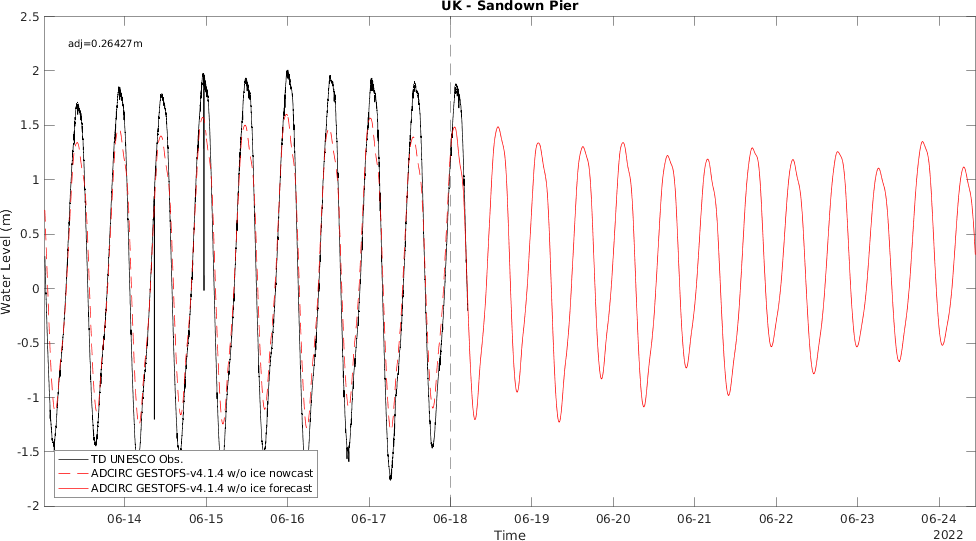 UK - Sandown Pier
adj=0.26427m
Water Level (m)
2.5
2
1.5
1
0.5
0
-0.5
-1
-1.5
-2
TD UNESCO Obs.
ADCIRC GESTOFS-v4.1.4 w/o ice nowcast
ADCIRC GESTOFS-v4.1.4 w/o ice forecast
06-14 06-15 06-16 06-17 06-18 06-19 06-20 06-21 06-22 06-23 06-24
2022
Time